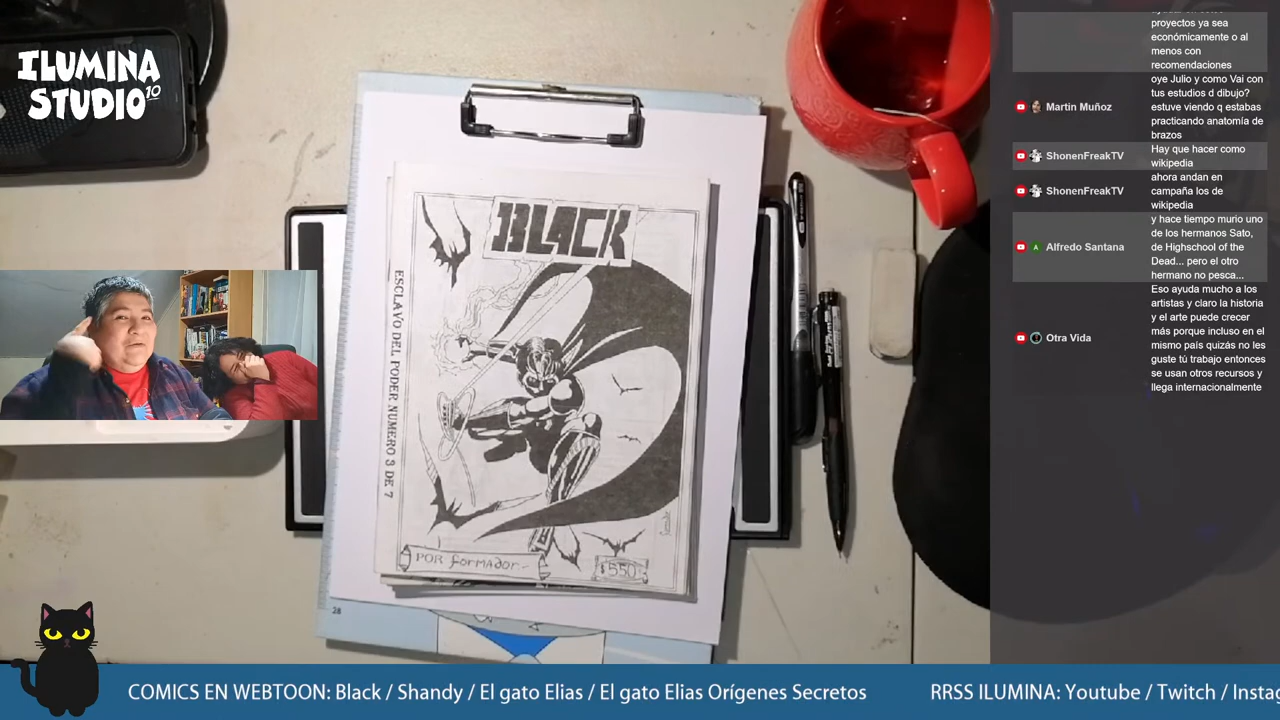 ILUMINA
STUDIO 10
BLACK
ESCLAVO DEL PODER NUMERO 3 DE 7
POR formador-
$550
28
proyectos ya sea
económicamente o al
menos con
recomendaciones
Martin Muñoz
oye Julio y como Vai con
tus estudios d dibujo?
estuve viendo q estabas
practicando anatomía de
brazos
ShonenFreakTV
Hay que hacer como
wikipedia
ShonenFreakTV
ahora andan en
campaña los de
wikipedia
Alfredo Santana
y hace tiempo murio uno
de los hermanos Sato,
de Highschool of the
Dead... pero el otro
hermano no pesca...
Otra Vida
Eso ayuda mucho a los
artistas y claro la historia
y el arte puede crecer
más porque incluso en el
mismo país quizás no les
guste tú trabajo entonces
se usan otros recursos y
llega internacionalmente
COMICS EN WEBTOON: Black / Shandy / El gato Elias / El gato Elias Orígenes Secretos
RRSS ILUMINA: Youtube / Twitch / Instag